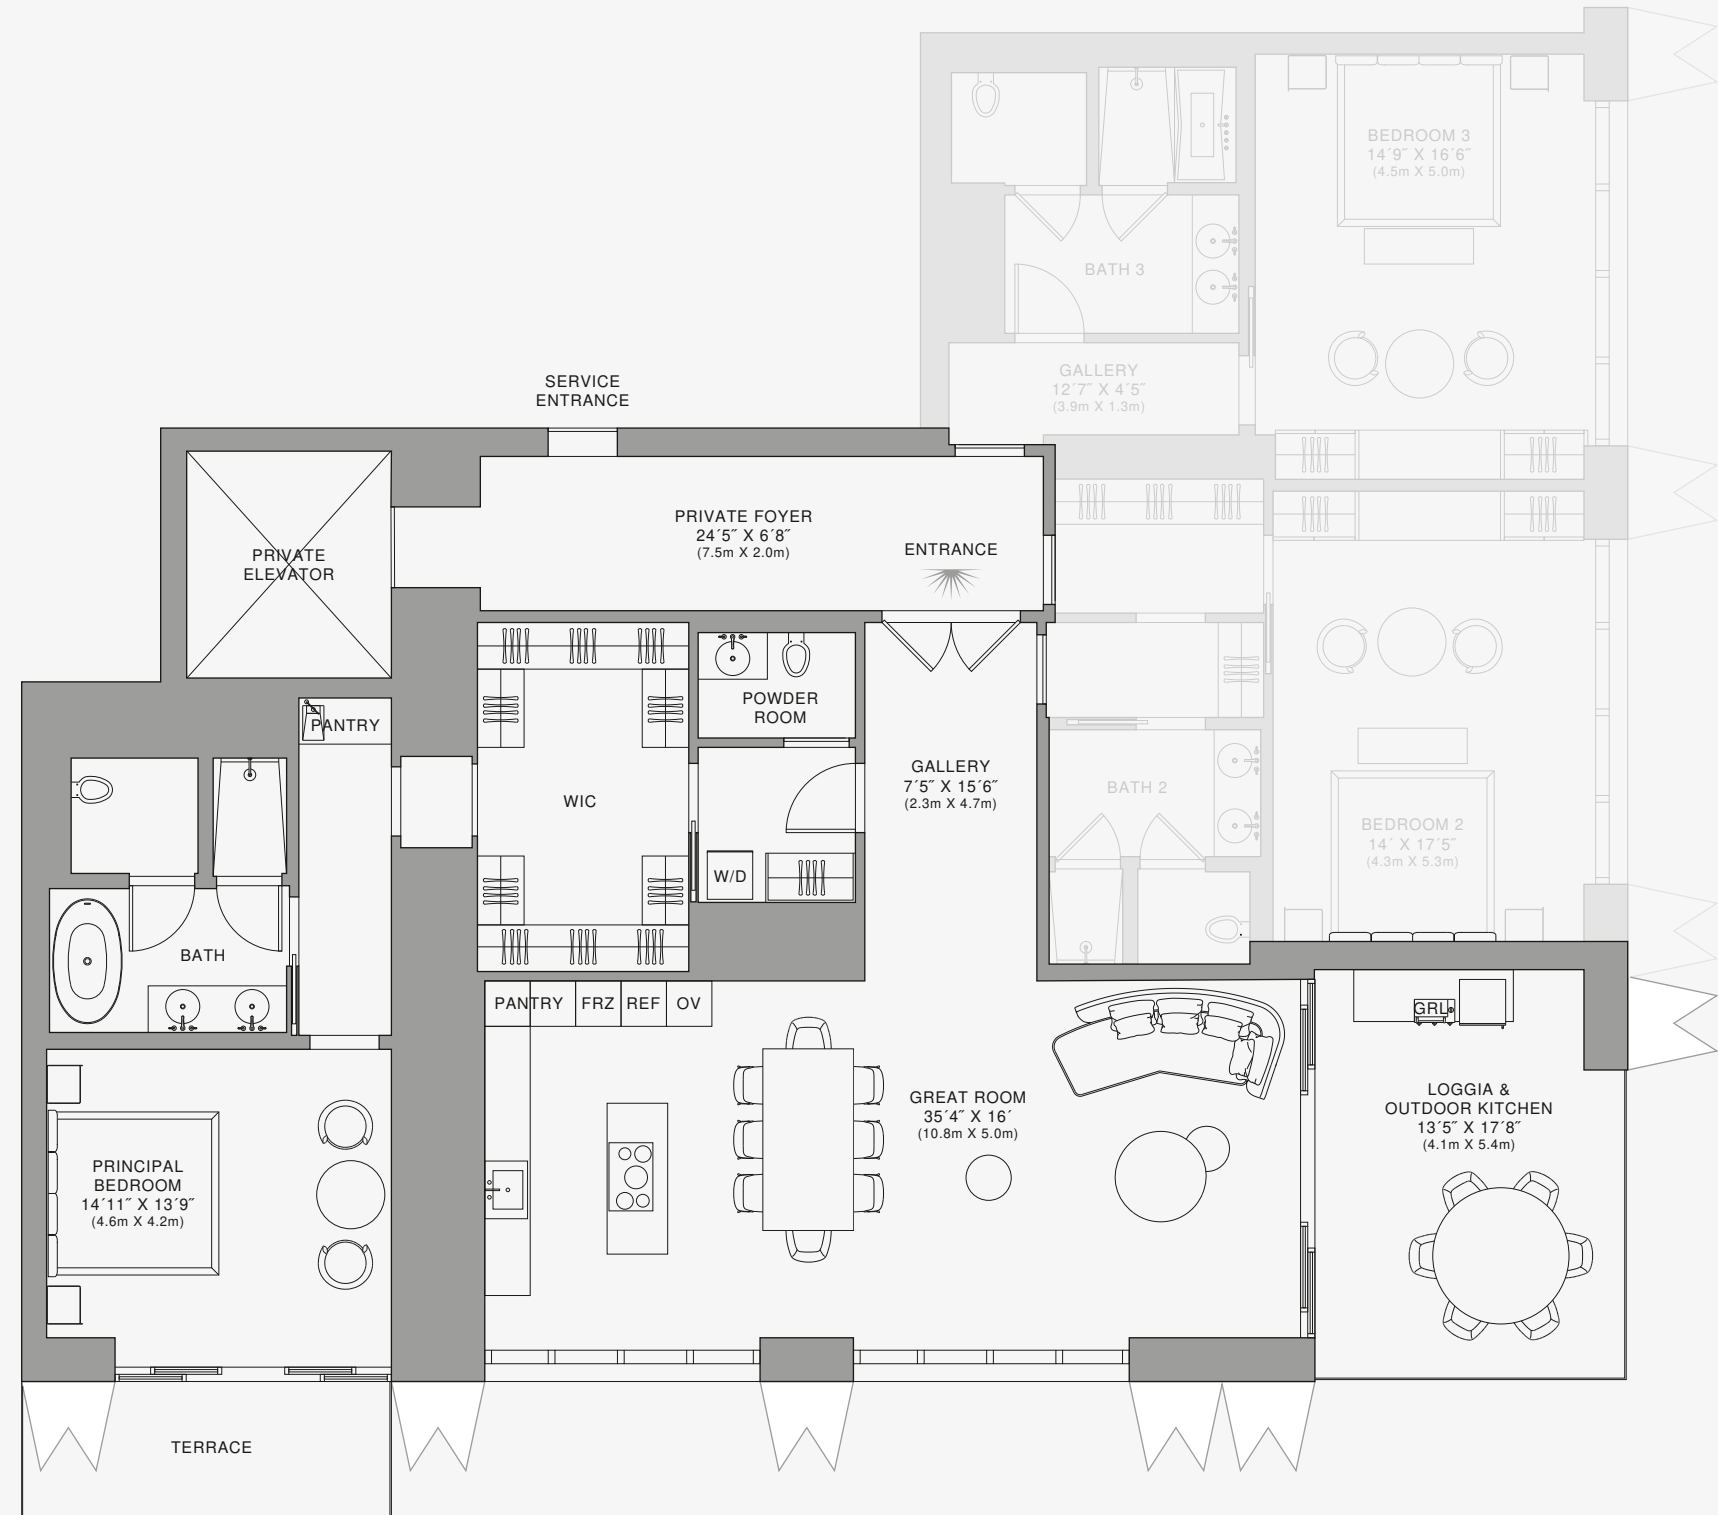 BEDROOM 3
14´9˝ X 16´6˝
(4.5m X 5.0m)
BATH 3
GALLERY
12´7˝ X 4´5˝
(3.9m X 1.3m)
SERVICE
ENTRANCE
PRIVATE FOYER
24´5˝ X 6´8˝
(7.5m X 2.0m)
ENTRANCE
PRIVATE
ELEVATOR
POWDER
ROOM
PANTRY
GALLERY
7´5˝ X 15´6˝
(2.3m X 4.7m)
WIC
BATH 2
BEDROOM 2
14´ X 17´5˝
(4.3m X 5.3m)
W/D
BATH
PANTRY
FRZ
REF
OV
GRL
GREAT ROOM
35´4˝ X 16´
(10.8m X 5.0m)
LOGGIA &
OUTDOOR KITCHEN
13´5˝ X 17´8˝
(4.1m X 5.4m)
PRINCIPAL
BEDROOM
14´11˝ X 13´9˝
(4.6m X 4.2m)
TERRACE